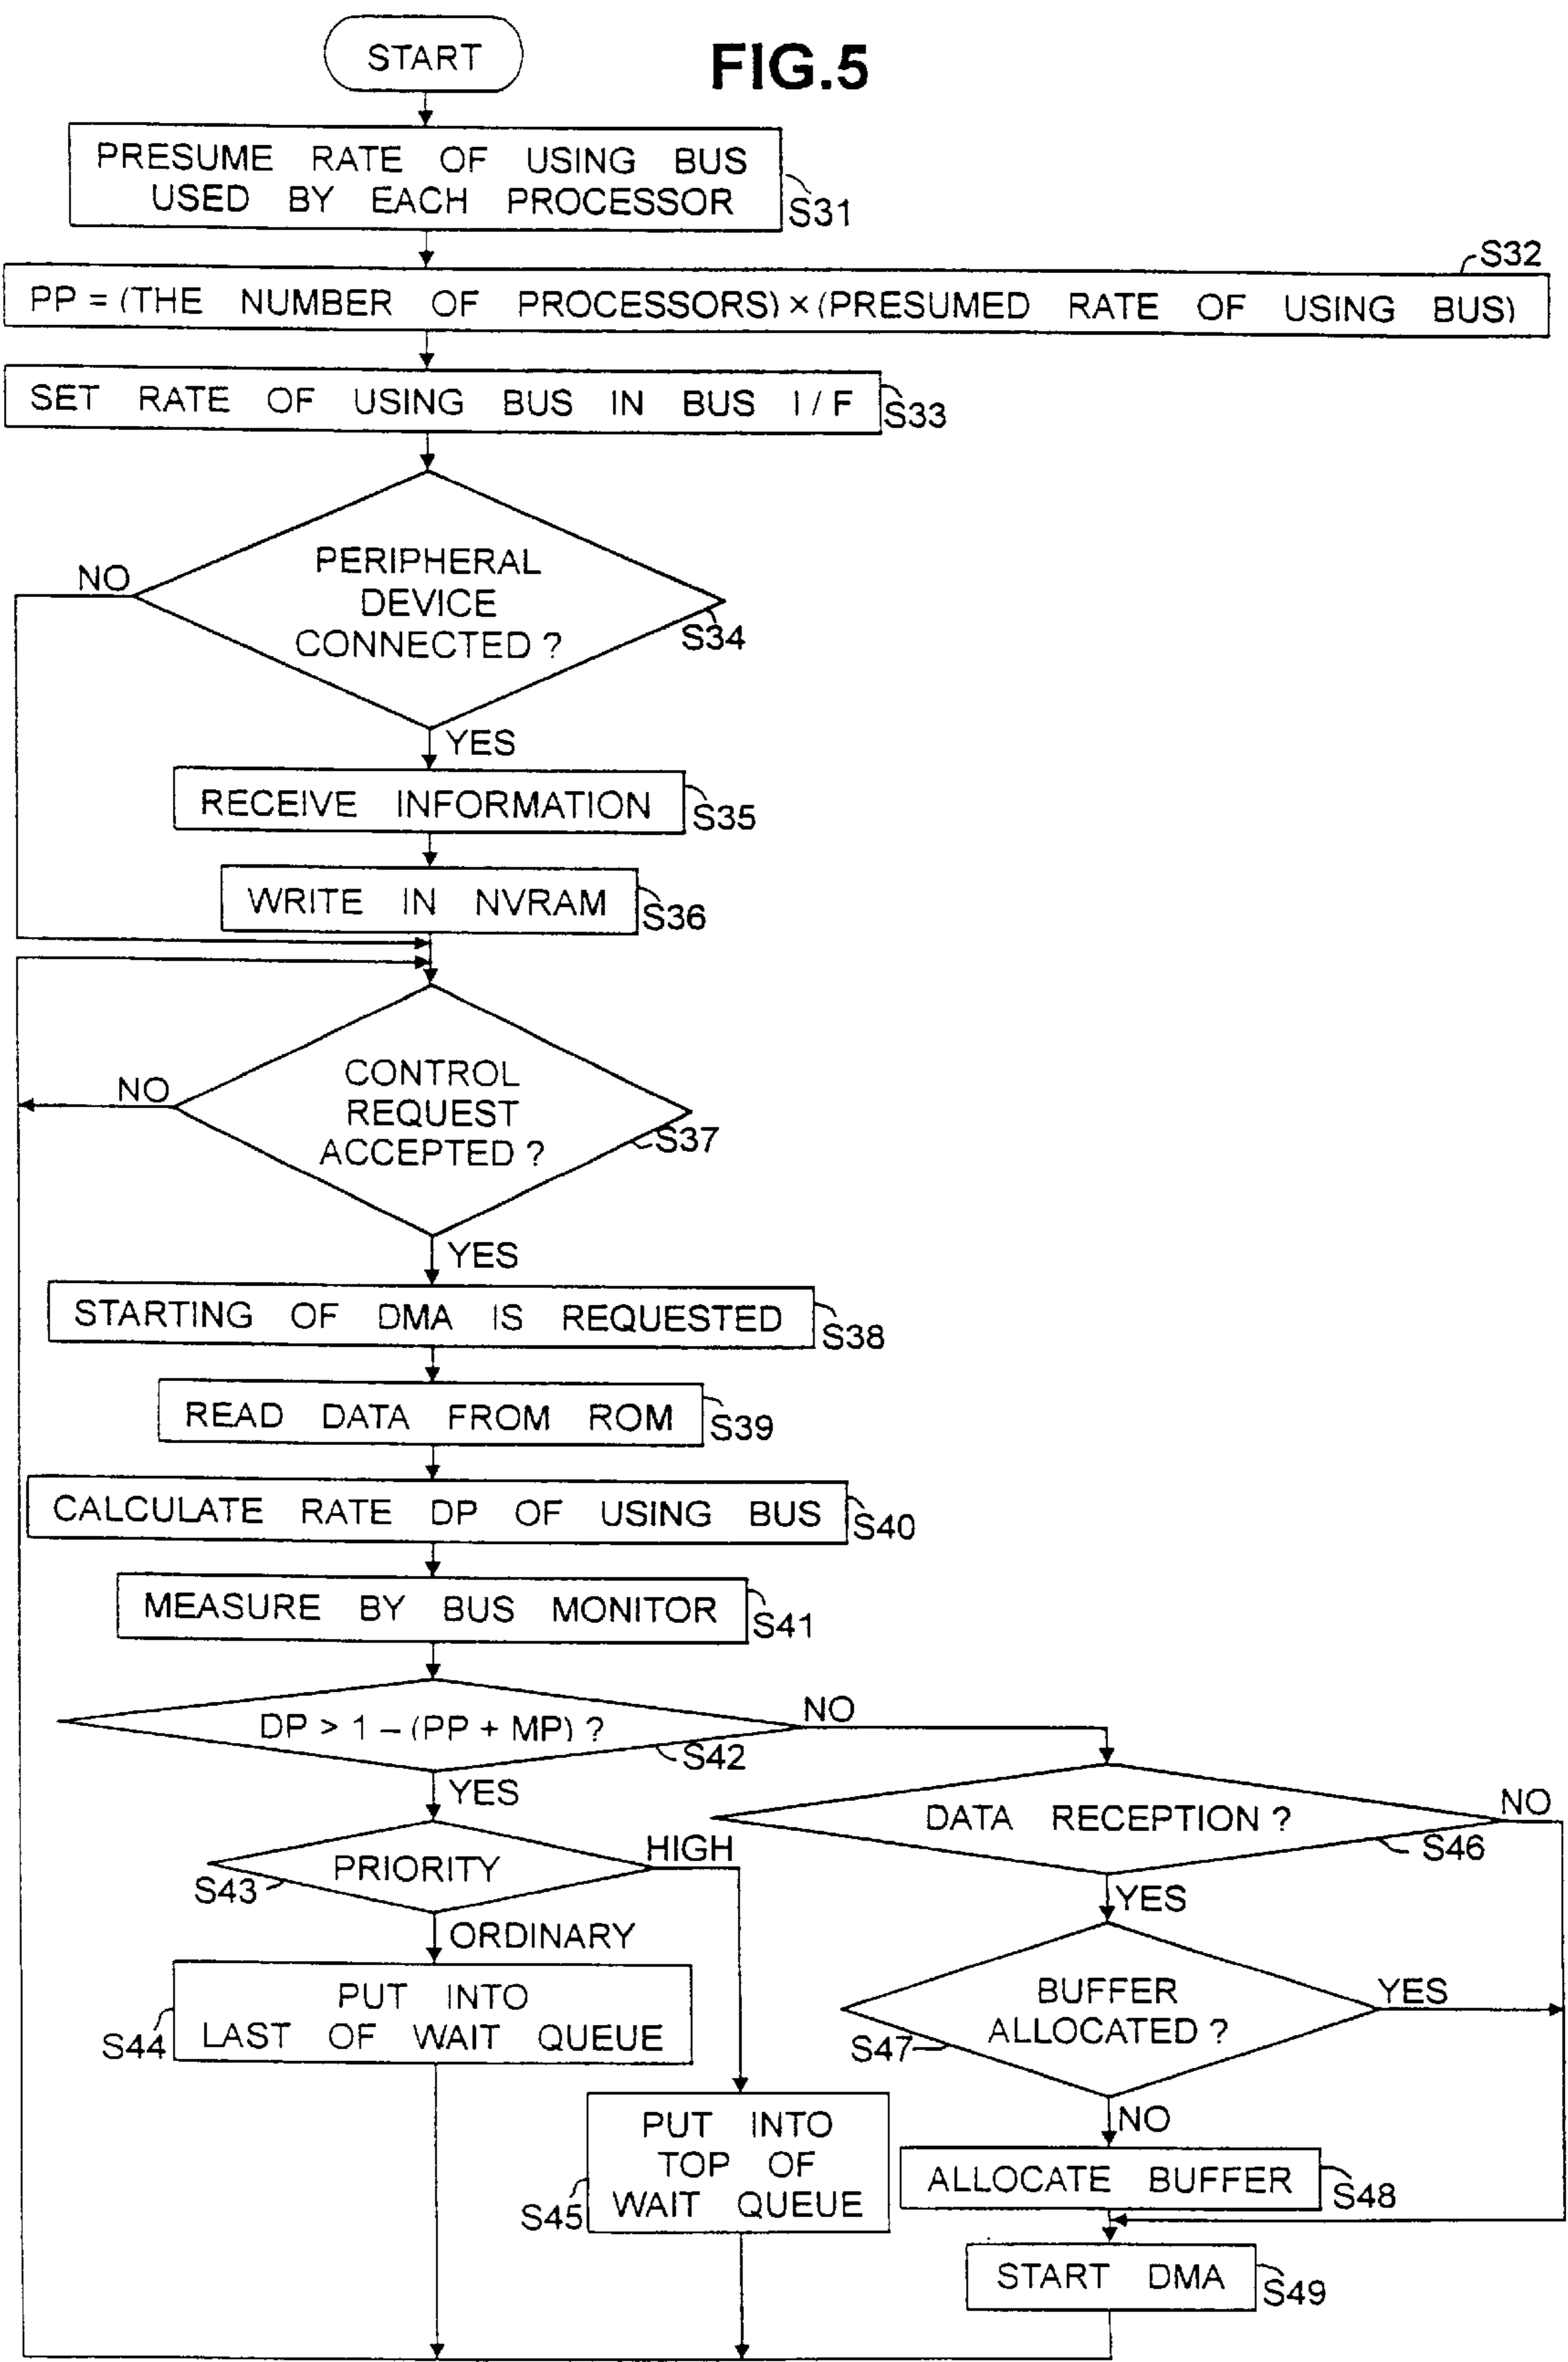 START
FIG.5
PRESUME RATE OF USING BUS
USED BY EACH PROCESSOR
S31
S32
PP = (THE NUMBER OF PROCESSORS) × (PRESUMED RATE OF USING BUS)
SET RATE OF USING BUS IN BUS I/F
S33
PERIPHERAL
DEVICE
CONNECTED ?
NO
S34
YES
RECEIVE INFORMATION
S35
WRITE IN NVRAM
S36
CONTROL
REQUEST
ACCEPTED ?
NO
S37
YES
STARTING OF DMA IS REQUESTED
S38
READ DATA FROM ROM
S39
CALCULATE RATE DP OF USING BUS
S40
MEASURE BY BUS MONITOR
S41
DP > 1 – (PP + MP) ?
NO
S42
YES
PRIORITY
HIGH
S43
ORDINARY
PUT INTO
LAST OF WAIT QUEUE
S44
PUT INTO
TOP OF
WAIT QUEUE
S45
DATA RECEPTION ?
NO
S46
YES
BUFFER
ALLOCATED ?
YES
S47
NO
ALLOCATE BUFFER
S48
START DMA
S49